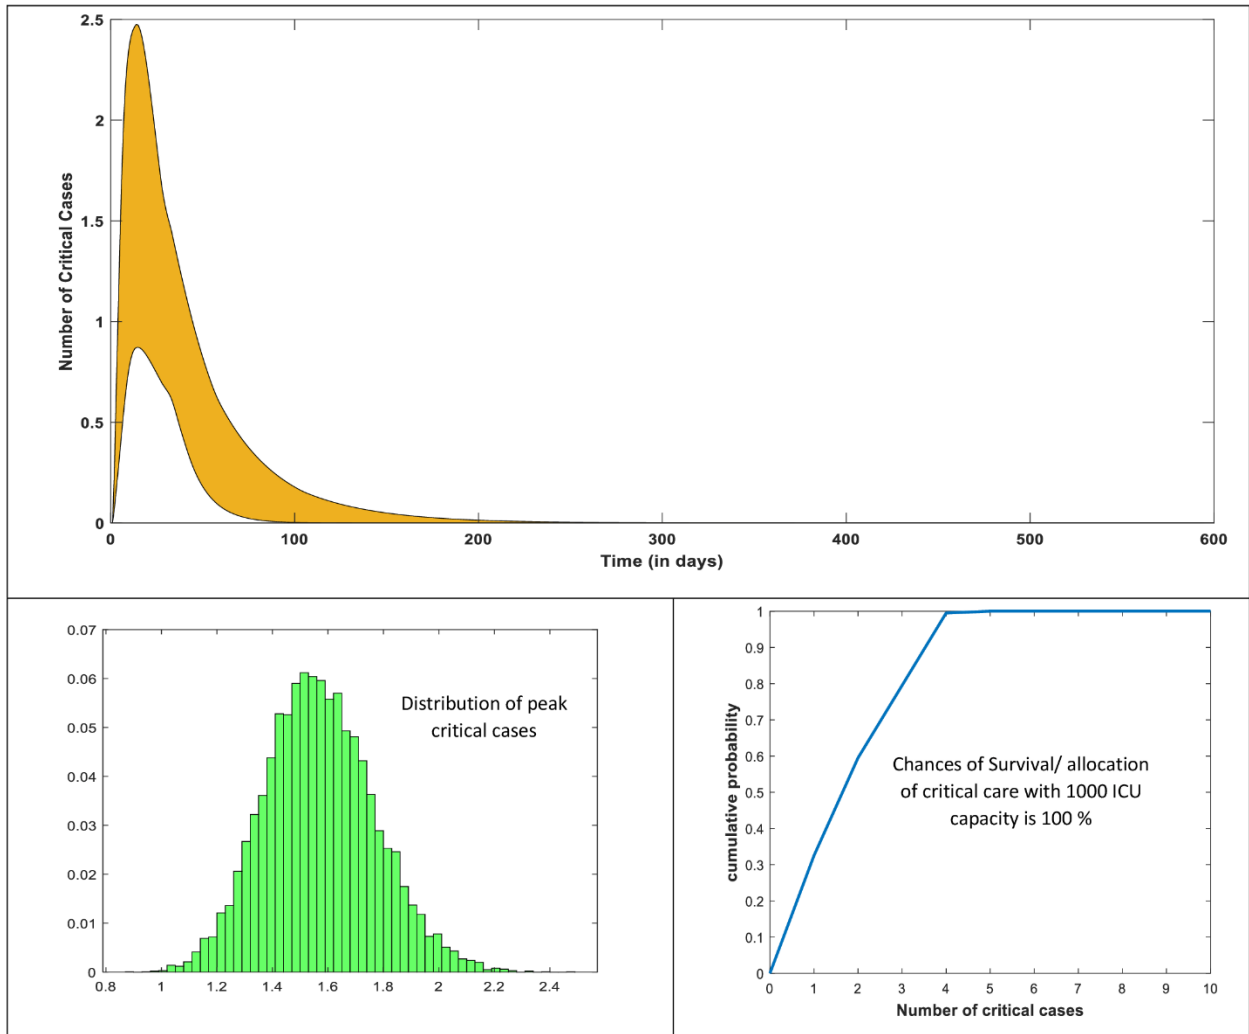 2.5
2
1.5
1
0.5
0
Number of Critical Cases
0 100 200 300 400 500 600
Time (in days)
0.07
0.06
0.05
0.04
0.03
0.02
0.01
0
0.8 1 1.2 1.4 1.6 1.8 2 2.2 2.4
Distribution of peak
critical cases
1
0.9
0.8
0.7
0.6
0.5
0.4
0.3
0.2
0.1
0
cumulative probability
Chances of Survival/ allocation
of critical care with 1000 ICU
capacity is 100 %
0 1 2 3 4 5 6 7 8 9 10
Number of critical cases